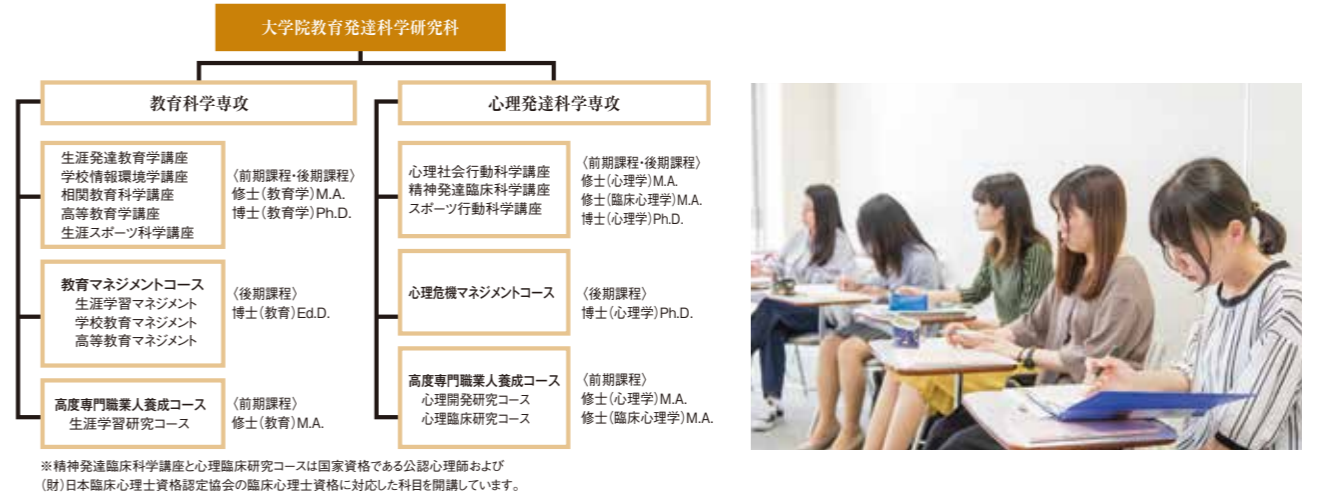 大学院教育発達科学研究科
教育科学専攻
生涯発達教育学講座
学校情報環境学講座
相関教育科学講座
高等教育学講座
生涯スポーツ科学講座
〈前期課程・後期課程〉
修士(教育学)M.A.
博士(教育学)Ph.D.
教育マネジメントコース
生涯学習マネジメント
学校教育マネジメント
高等教育マネジメント
〈後期課程〉
博士(教育)Ed.D.
高度専門職業人養成コース
生涯学習研究コース
〈前期課程〉
修士(教育)M.A.
心理発達科学専攻
心理社会行動科学講座
精神発達臨床科学講座
スポーツ行動科学講座
〈前期課程・後期課程〉
修士(心理学)M.A.
修士(臨床心理学)M.A.
博士(心理学)Ph.D.
心理危機マネジメントコース
〈後期課程〉
博士(心理学)Ph.D.
高度専門職業人養成コース
心理開発研究コース
心理臨床研究コース
〈前期課程〉
修士(心理学)M.A.
修士(臨床心理学)M.A.
※精神発達臨床科学講座と心理臨床研究コースは国家資格である公認心理師および
(財)日本臨床心理士資格認定協会の臨床心理士資格に対応した科目を開講しています。